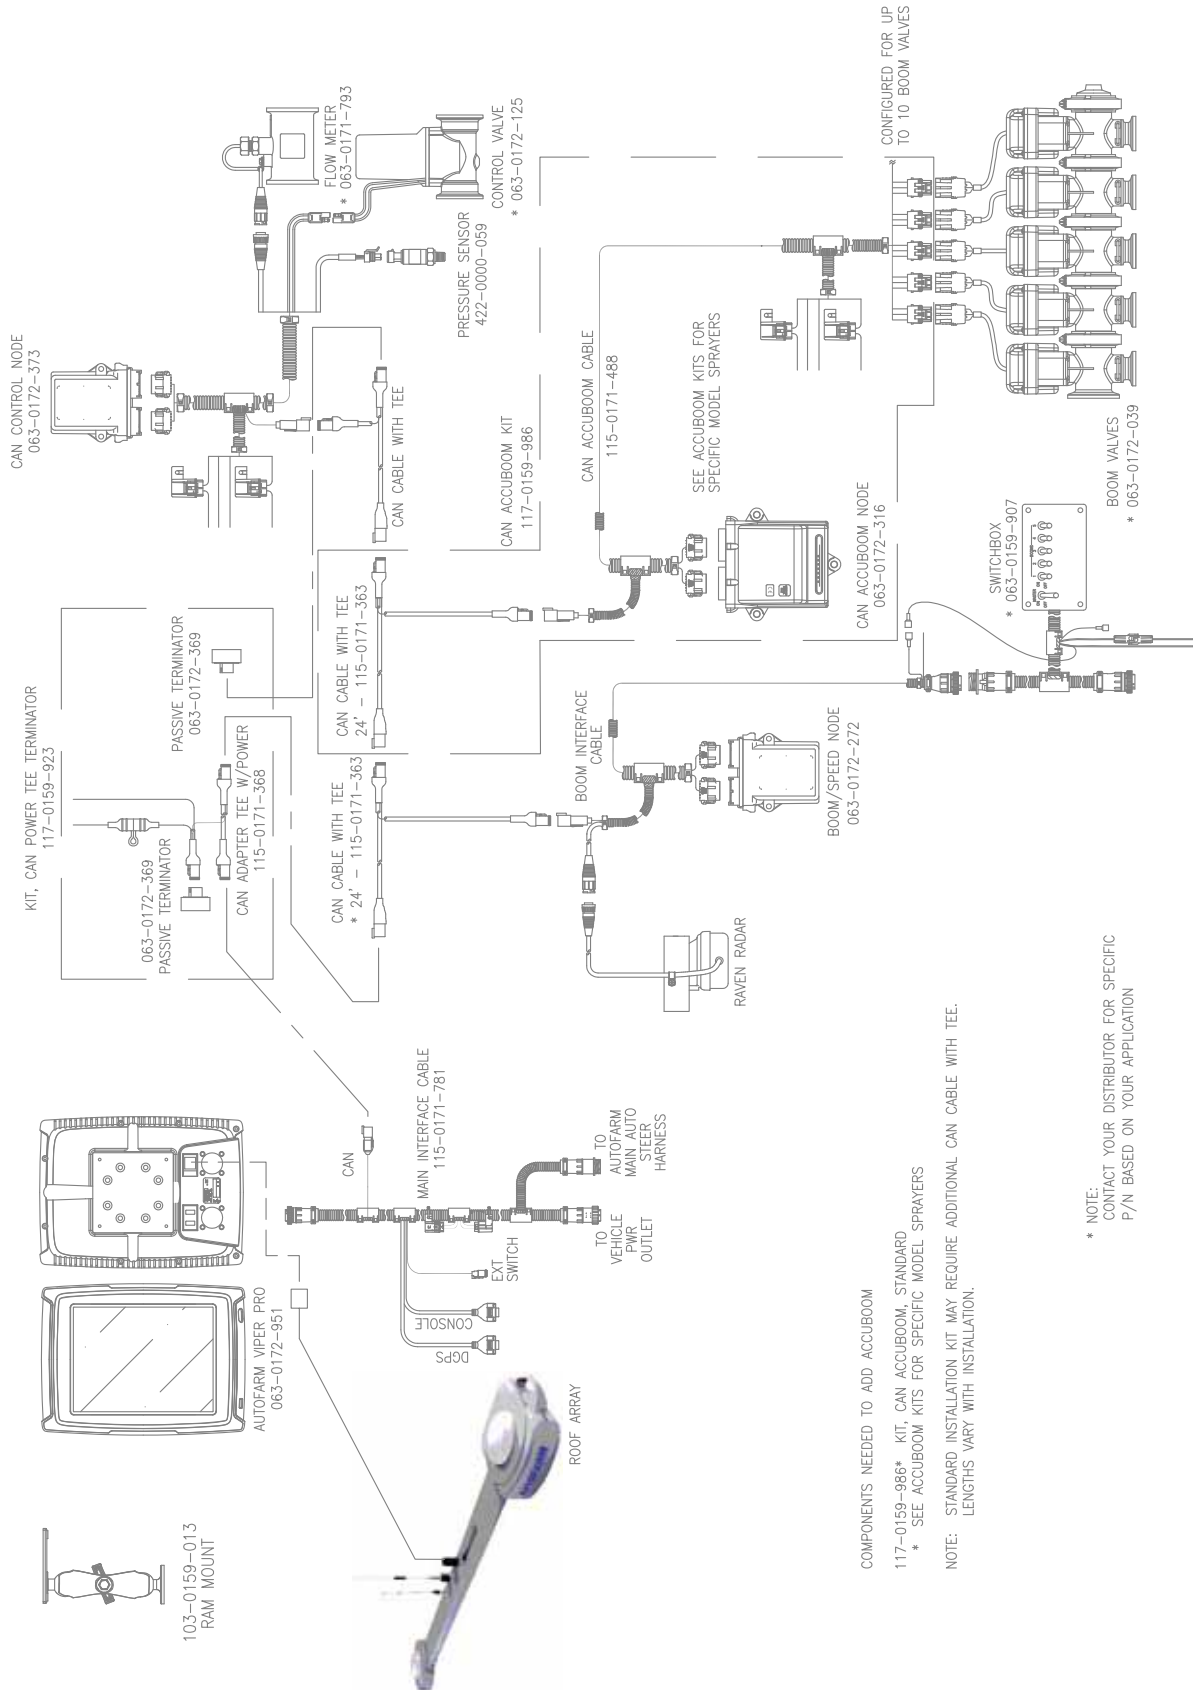 103-0159-013
RAM MOUNT
AUTOFARM VIPER PRO
063-0172-951
ROOF ARRAY
DGPS
CONSOLE
EXT
SWITCH
CAN
MAIN INTERFACE CABLE
115-0171-781
TO
VEHICLE
PWR
OUTLET
TO
AUTOFARM
MAIN AUTO
STEER
HARNESS
KIT, CAN POWER TEE TERMINATOR
117-0159-923
063-0172-369
PASSIVE TERMINATOR
CAN ADAPTER TEE W/POWER
115-0171-368
PASSIVE TERMINATOR
063-0172-369
CAN CABLE WITH TEE
* 24' - 115-0171-363
CAN CABLE WITH TEE
24' - 115-0171-363
CAN CABLE WITH TEE
CAN CONTROL NODE
063-0172-373
FLOW METER
* 063-0171-793
CONTROL VALVE
* 063-0172-125
PRESSURE SENSOR
422-0000-059
CAN ACCUBOOM KIT
117-0159-986
CAN ACCUBOOM CABLE
115-0171-488
SEE ACCUBOOM KITS FOR
SPECIFIC MODEL SPRAYERS
CAN ACCUBOOM NODE
063-0172-316
CONFIGURED FOR UP
TO 10 BOOM VALVES
BOOM VALVES
* 063-0172-039
SWITCHBOX
* 063-0159-907
BOOM INTERFACE
CABLE
BOOM/SPEED NODE
063-0172-272
RAVEN RADAR
COMPONENTS NEEDED TO ADD ACCUBOOM
117-0159-986* KIT, CAN ACCUBOOM, STANDARD
* SEE ACCUBOOM KITS FOR SPECIFIC MODEL SPRAYERS
NOTE: STANDARD INSTALLATION KIT MAY REQUIRE ADDITIONAL CAN CABLE WITH TEE.
LENGTHS VARY WITH INSTALLATION.
* NOTE:
CONTACT YOUR DISTRIBUTOR FOR SPECIFIC
P/N BASED ON YOUR APPLICATION